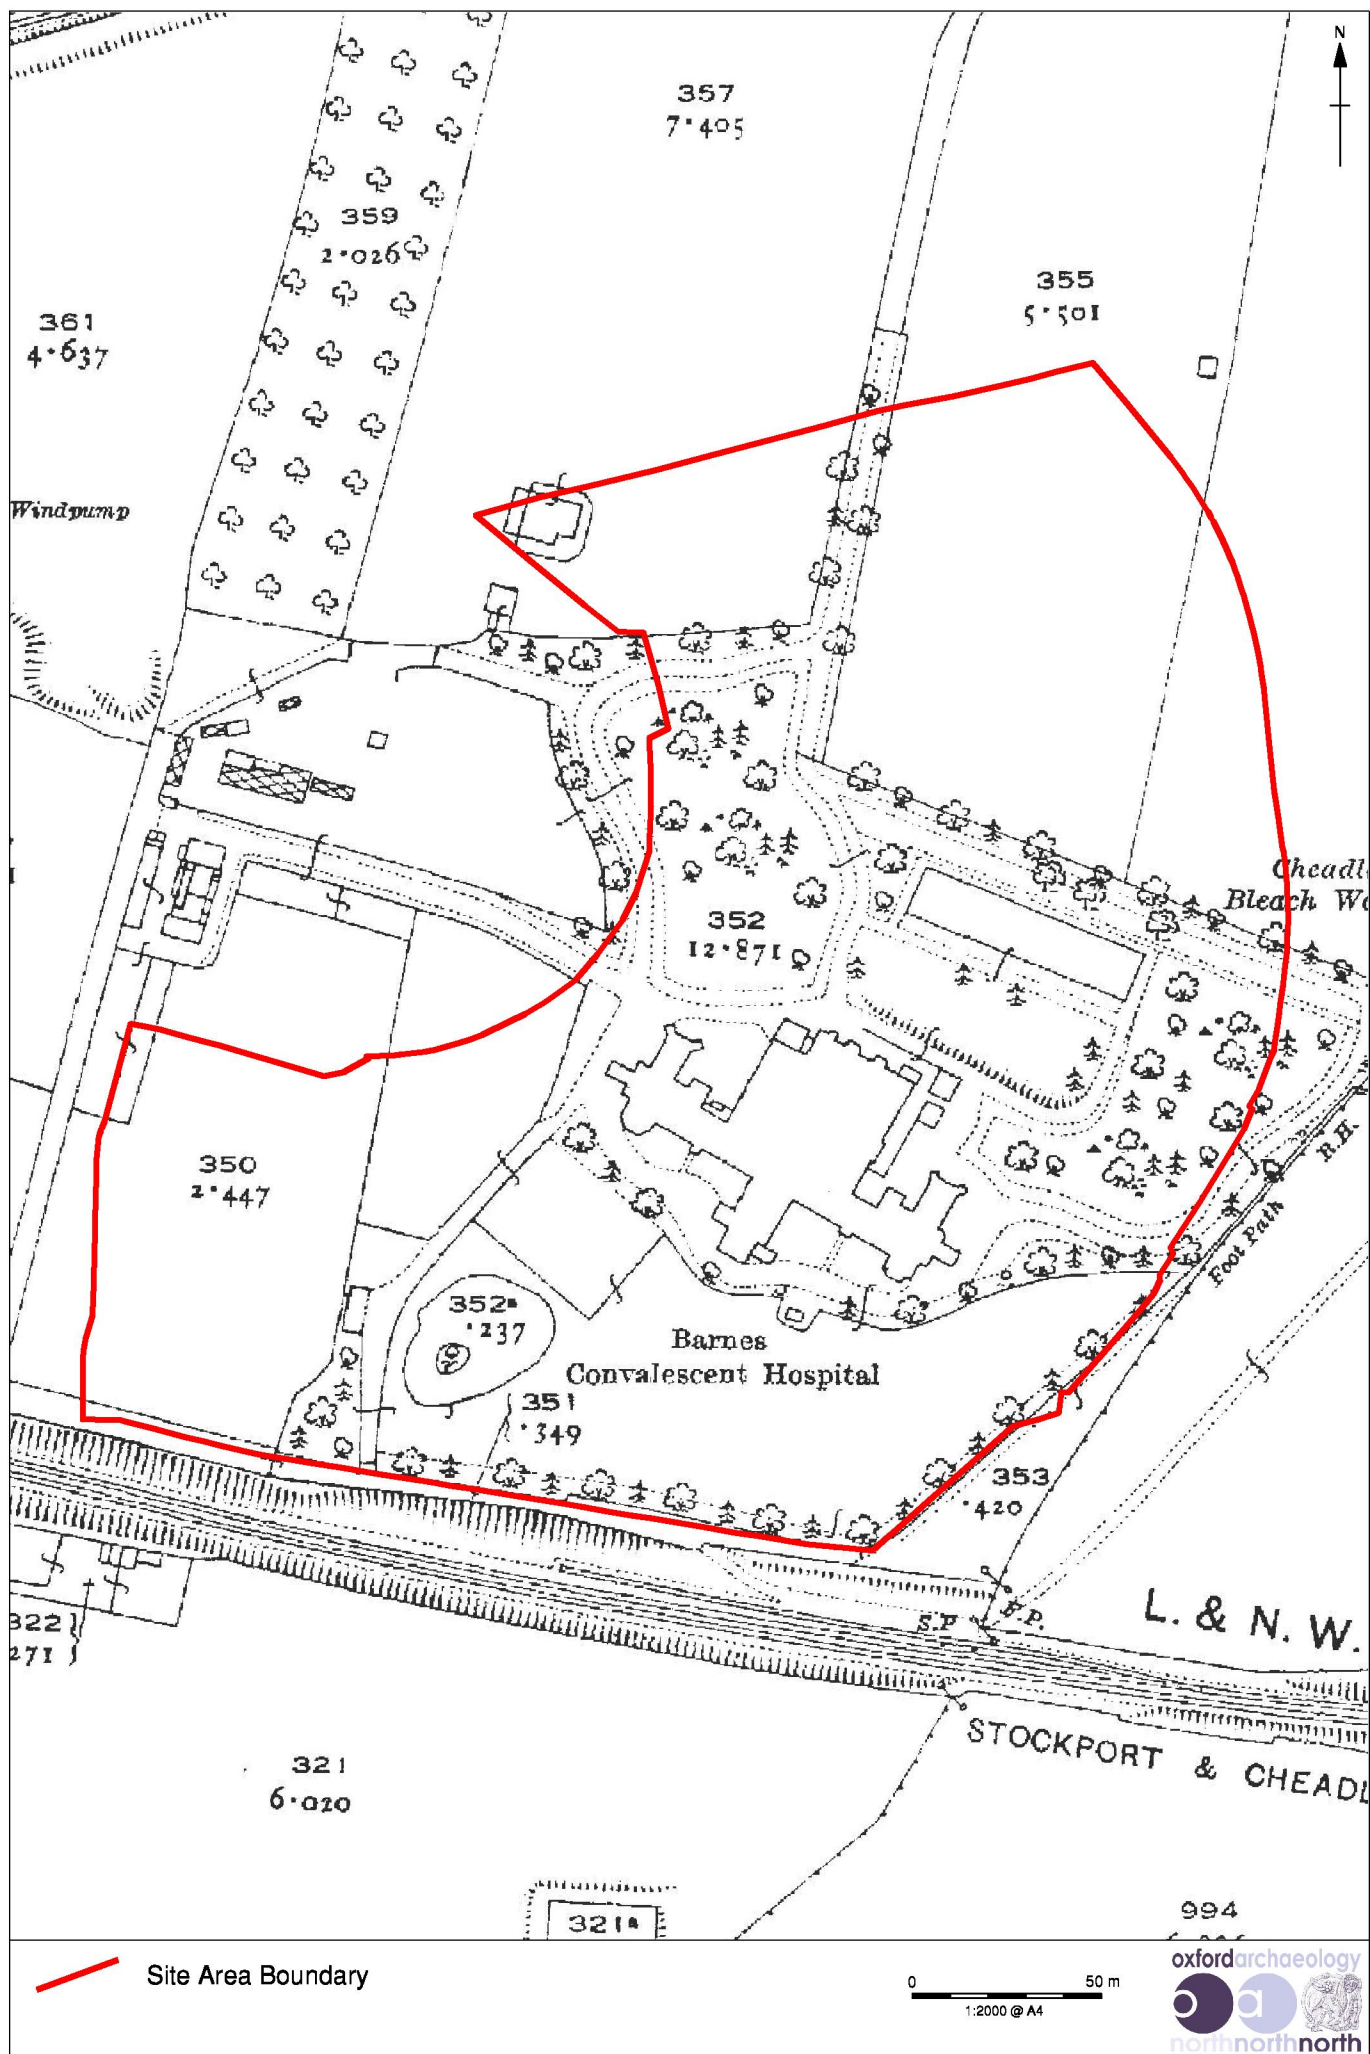 N
357
7·405
359
2·026
355
5·501
361
4·637
Windpump
Cheadl
Bleach Wo
352
12·871
350
2·447
B.H.
Foot Path
352a
·237
Barnes
Convalescent Hospital
351
·349
353
·420
S.P.
F.P.
L. & N. W.
322
271
STOCKPORT & CHEADL
321
6·020
321a
994
Site Area Boundary
0 50 m
1:2000 @ A4
oxfordarchaeology
o a
northnorthnorth